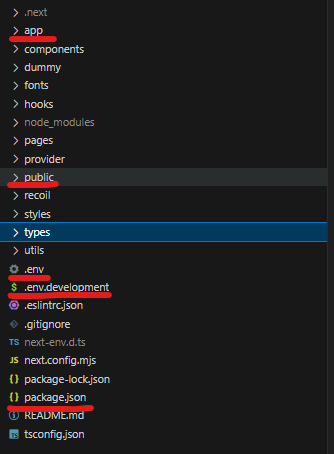 .next
app
components
dummy
fonts
hooks
node_modules
pages
provider
public
recoil
styles
types
utils
.env
$ .env.development
.eslintrc.json
.gitignore
next-env.d.ts
JS next.config.mjs
{} package-lock.json
{} package.json
README.md
TS tsconfig.json